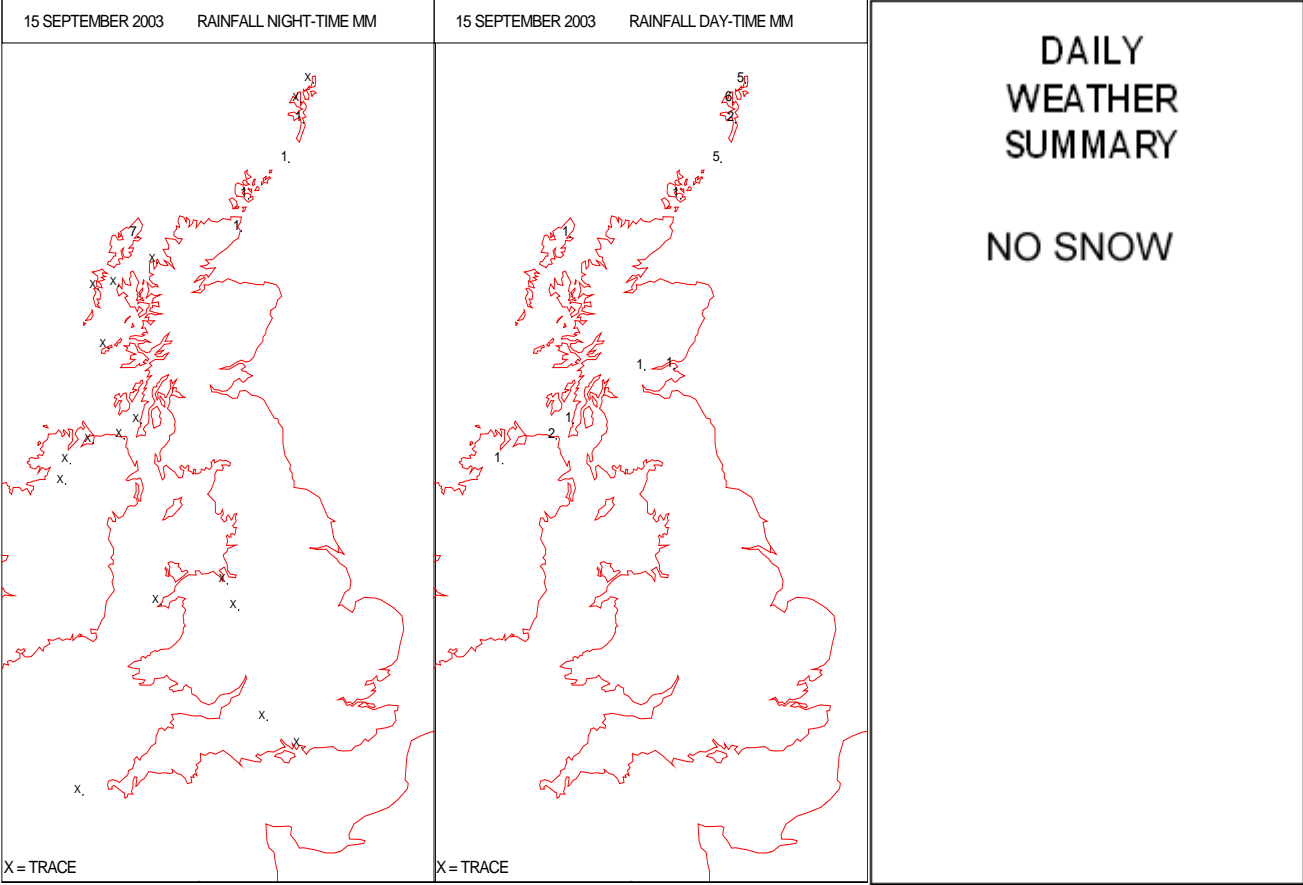 15 SEPTEMBER 2003 RAINFALL NIGHT-TIME MM
X
X
1
1.
1
1.
7
X
X
X
X.
X
X
X
X.
X.
X.
X.
X.
X.
X
X.
X = TRACE
15 SEPTEMBER 2003 RAINFALL DAY-TIME MM
5
6
2
5.
1
1
1.
1
1
2.
1.
X = TRACE
DAILY
WEATHER
SUMMARY
NO SNOW